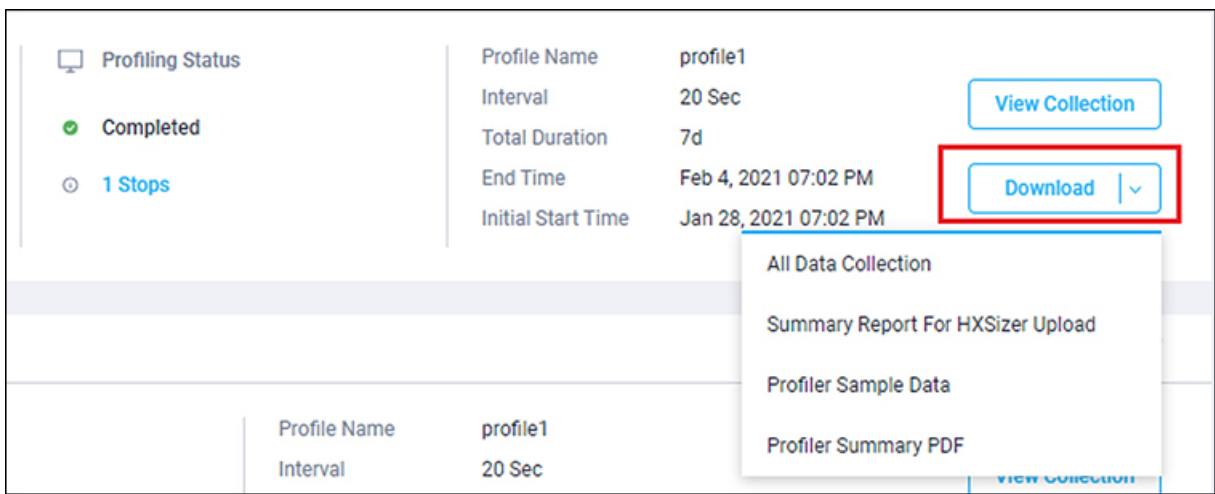 Profiling Status
Completed
1 Stops
Profile Name profile1
Interval 20 Sec
Total Duration 7d
End Time Feb 4, 2021 07:02 PM
Initial Start Time Jan 28, 2021 07:02 PM
View Collection
Download
All Data Collection
Summary Report For HXSizer Upload
Profiler Sample Data
Profiler Summary PDF
Profile Name profile1
Interval 20 Sec
View Collection